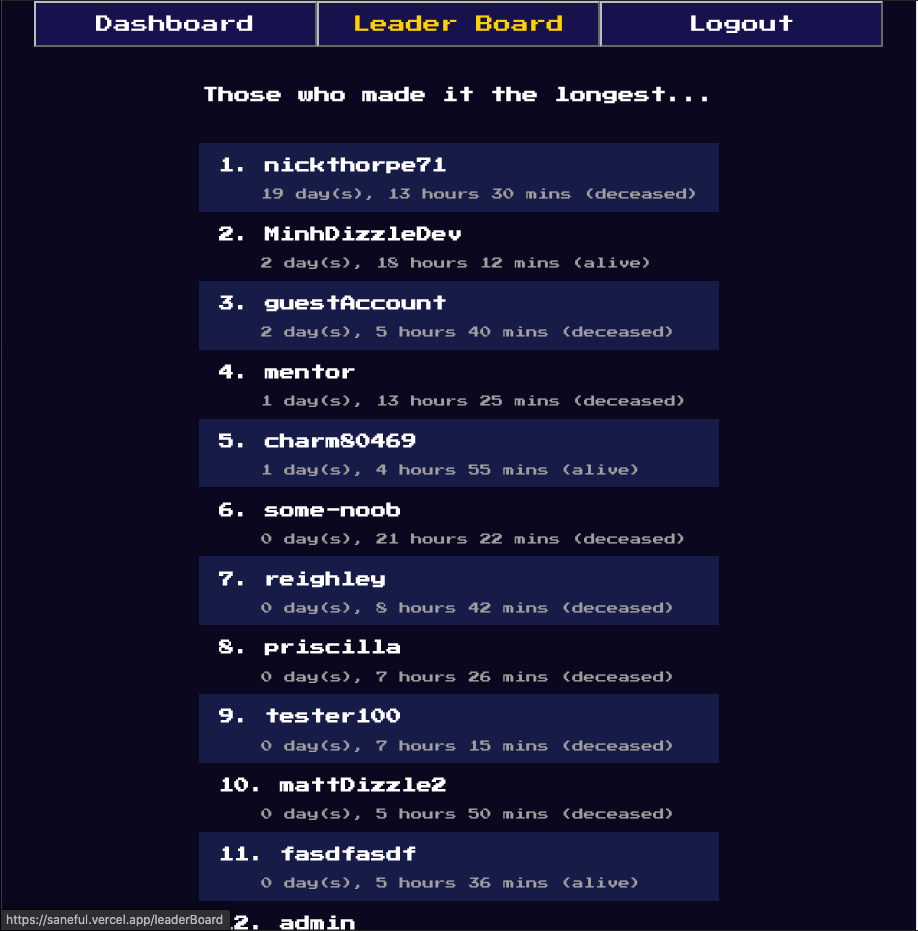 Dashboard Leader Board Logout
Those who made it the longest...
1. nickthorpe71
19 day(s), 13 hours 30 mins (deceased)
2. MinhDizzleDev
2 day(s), 18 hours 12 mins (alive)
3. guestAccount
2 day(s), 5 hours 40 mins (deceased)
4. mentor
1 day(s), 13 hours 25 mins (deceased)
5. charm80469
1 day(s), 4 hours 55 mins (alive)
6. some-noob
0 day(s), 21 hours 22 mins (deceased)
7. reighley
0 day(s), 8 hours 42 mins (deceased)
8. priscilla
0 day(s), 7 hours 26 mins (deceased)
9. tester100
0 day(s), 7 hours 15 mins (deceased)
10. mattDizzle2
0 day(s), 5 hours 50 mins (deceased)
11. fasdfasdf
0 day(s), 5 hours 36 mins (alive)
2. admin
https://saneful.vercel.app/leaderBoard